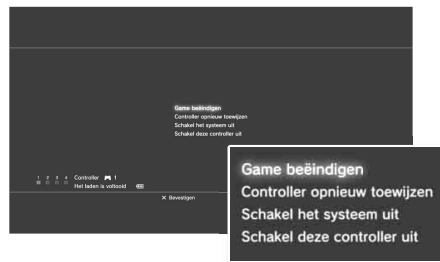 Game beëindigen
Controller opnieuw toewijzen
Schakel het systeem uit
Schakel deze controller uit
1 2 3 4 Controller 1
Het laden is voltooid
X Bevestigen
Game beëindigen
Controller opnieuw toewijzen
Schakel het systeem uit
Schakel deze controller uit